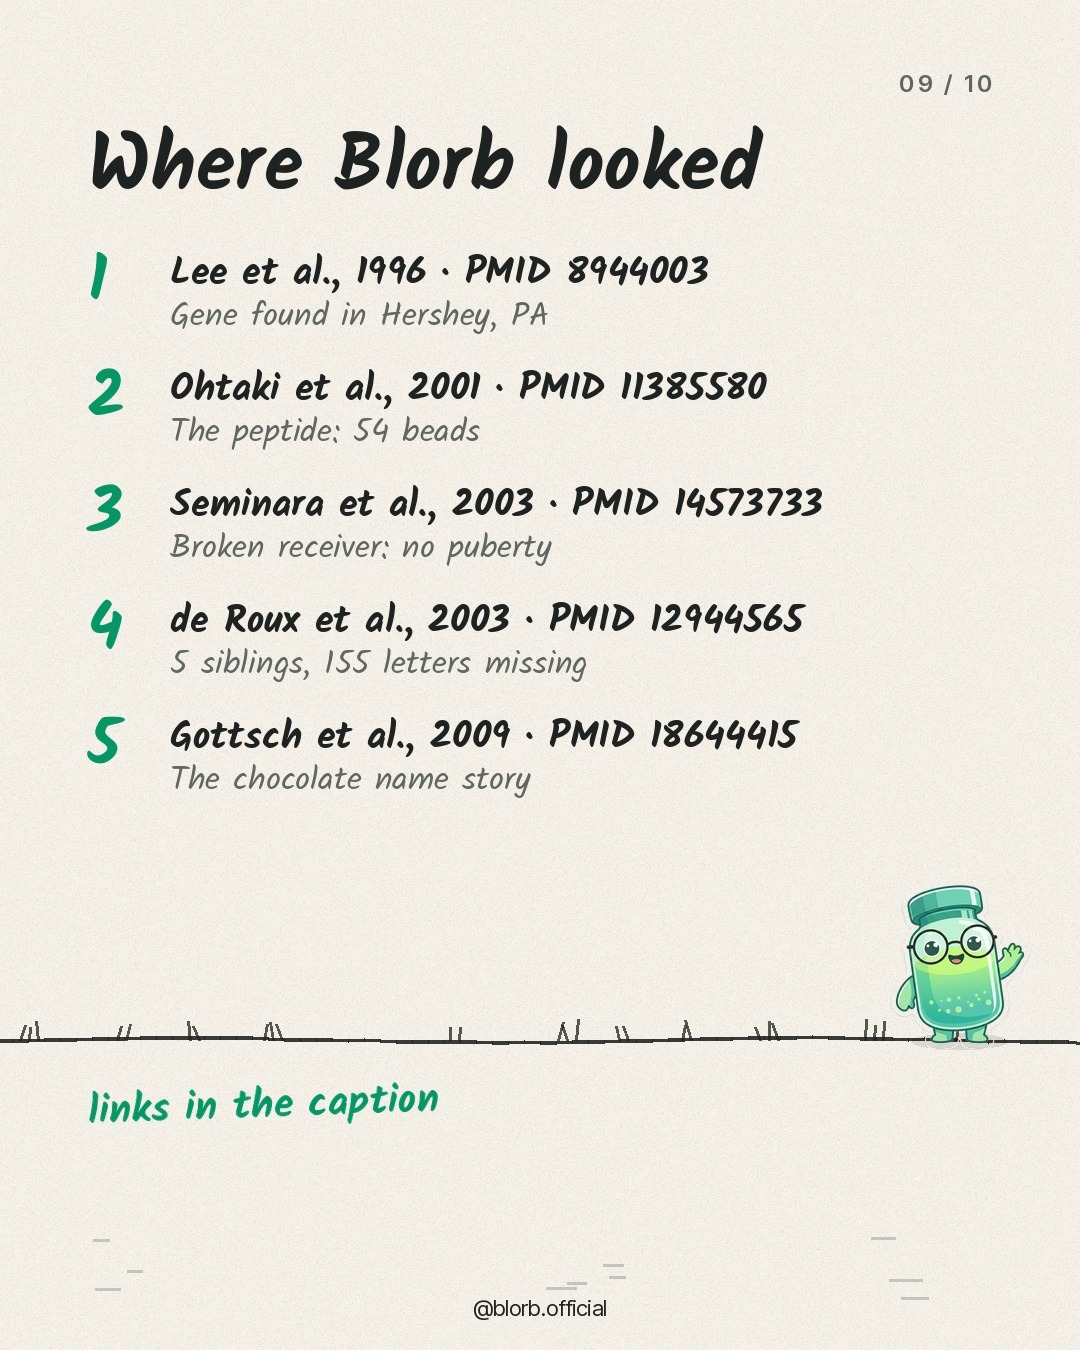 09 / 10
Where Blorb looked
1
Lee et al., 1996 · PMID 8944003
Gene found in Hershey, PA
2
Ohtaki et al., 2001 · PMID 11385580
The peptide: 54 beads
3
Seminara et al., 2003 · PMID 14573733
Broken receiver: no puberty
4
de Roux et al., 2003 · PMID 12944565
5 siblings, 155 letters missing
5
Gottsch et al., 2009 · PMID 18644415
The chocolate name story
links in the caption
@blorb.official